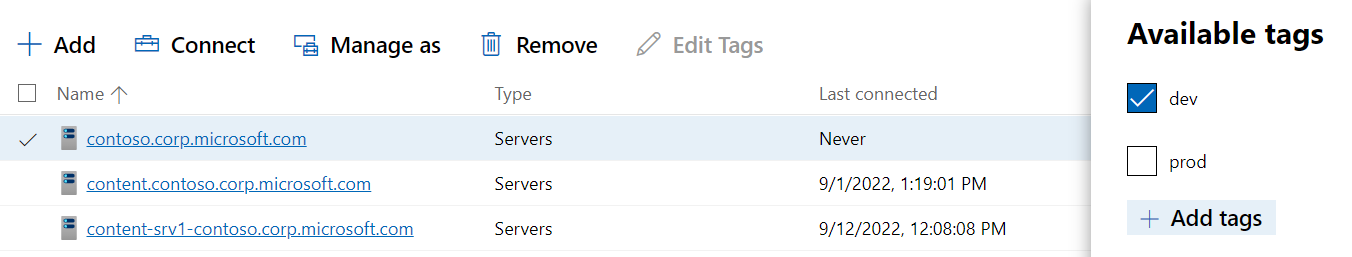 Add Connect Manage as Remove Edit Tags
Name Type Last connected
contoso.corp.microsoft.com Servers Never
content.contoso.corp.microsoft.com Servers 9/1/2022, 1:19:01 PM
content-srv1-contoso.corp.microsoft.com Servers 9/12/2022, 12:08:08 PM
Available tags
dev
prod
Add tags